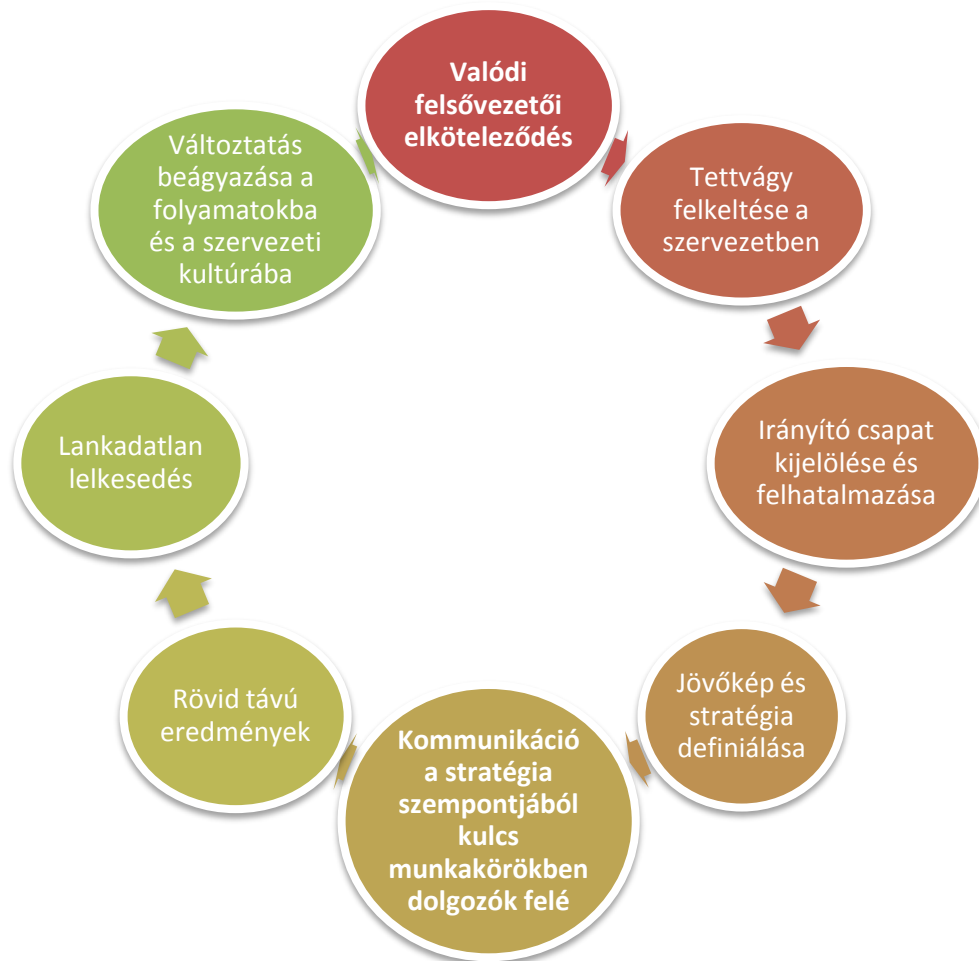 Valódi
felsővezetői
elköteleződés
Tettvágy
felkeltése a
szervezetben
Irányító csapat
kijelölése és
felhatalmazása
Jövőkép és
stratégia
definiálása
Kommunikáció
a stratégia
szempontjából
kulcs
munkakörökben
dolgozók felé
Rövid távú
eredmények
Lankadatlan
lelkesedés
Változtatás
beágyazása a
folyamatokba
és a szervezeti
kultúrába